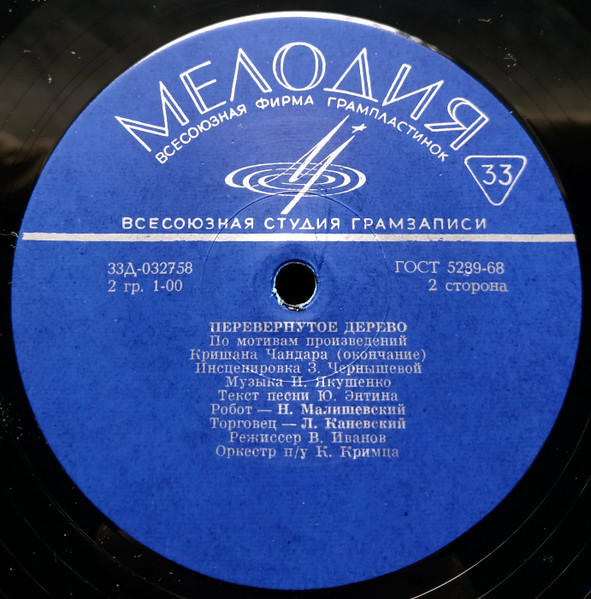 МЕЛОДИЯ
ВСЕСОЮЗНАЯ ФИРМА ГРАМПЛАСТИНОК
33
ВСЕСОЮЗНАЯ СТУДИЯ ГРАМЗАПИСИ
33Д-032758
ГОСТ 5289-68
2 гр. 1-00
2 сторона
ПЕРЕВЕРНУТОЕ ДЕРЕВО
По мотивам произведений
Кришана Чандара (окончание)
Инсценировка З. Чернышевой
Музыка И. Якушенко
Текст песни Ю. Энтина
Робот — Н. Малишевский
Торговец — Л. Каневский
Режиссер В. Иванов
Оркестр п/у К. Кримца